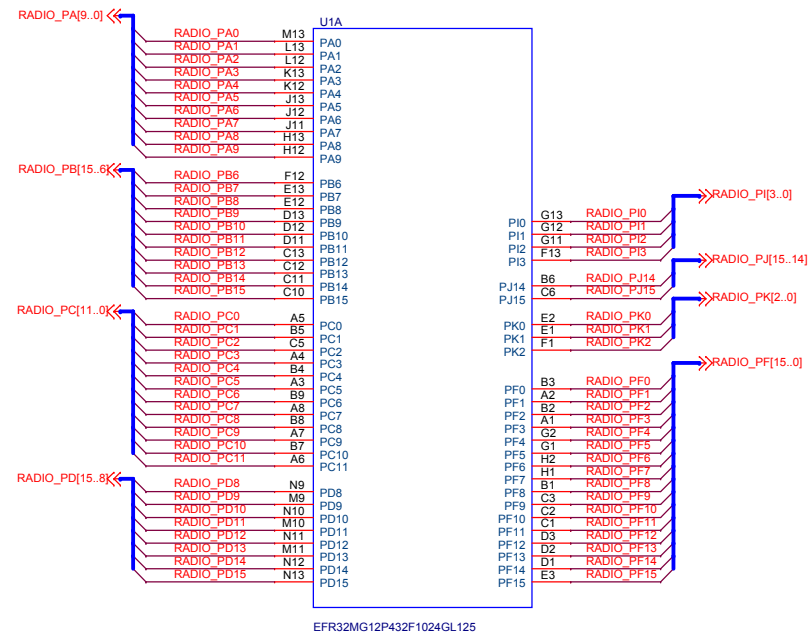 RADIO_PA[9..0]
U1A
RADIO_PA0 M13 PA0
RADIO_PA1 L13 PA1
RADIO_PA2 L12 PA2
RADIO_PA3 K13 PA3
RADIO_PA4 K12 PA4
RADIO_PA5 J13 PA5
RADIO_PA6 J12 PA6
RADIO_PA7 J11 PA7
RADIO_PA8 H13 PA8
RADIO_PA9 H12 PA9
RADIO_PB[15..6]
RADIO_PB6 F12 PB6
RADIO_PB7 E13 PB7
RADIO_PB8 E12 PB8
RADIO_PB9 D13 PB9
RADIO_PB10 D12 PB10
RADIO_PB11 D11 PB11
RADIO_PB12 C13 PB12
RADIO_PB13 C12 PB13
RADIO_PB14 C11 PB14
RADIO_PB15 C10 PB15
RADIO_PC[11..0]
RADIO_PC0 A5 PC0
RADIO_PC1 B5 PC1
RADIO_PC2 C5 PC2
RADIO_PC3 A4 PC3
RADIO_PC4 B4 PC4
RADIO_PC5 A3 PC5
RADIO_PC6 B9 PC6
RADIO_PC7 A8 PC7
RADIO_PC8 B8 PC8
RADIO_PC9 A7 PC9
RADIO_PC10 B7 PC10
RADIO_PC11 A6 PC11
RADIO_PD[15..8]
RADIO_PD8 N9 PD8
RADIO_PD9 M9 PD9
RADIO_PD10 N10 PD10
RADIO_PD11 M10 PD11
RADIO_PD12 N11 PD12
RADIO_PD13 M11 PD13
RADIO_PD14 N12 PD14
RADIO_PD15 N13 PD15
RADIO_PI[3..0]
PI0 G13 RADIO_PI0
PI1 G12 RADIO_PI1
PI2 G11 RADIO_PI2
PI3 F13 RADIO_PI3
RADIO_PJ[15..14]
PJ14 B6 RADIO_PJ14
PJ15 C6 RADIO_PJ15
RADIO_PK[2..0]
PK0 E2 RADIO_PK0
PK1 E1 RADIO_PK1
PK2 F1 RADIO_PK2
RADIO_PF[15..0]
PF0 B3 RADIO_PF0
PF1 A2 RADIO_PF1
PF2 B2 RADIO_PF2
PF3 A1 RADIO_PF3
PF4 G2 RADIO_PF4
PF5 G1 RADIO_PF5
PF6 H2 RADIO_PF6
PF7 H1 RADIO_PF7
PF8 B1 RADIO_PF8
PF9 C3 RADIO_PF9
PF10 C2 RADIO_PF10
PF11 C1 RADIO_PF11
PF12 D3 RADIO_PF12
PF13 D2 RADIO_PF13
PF14 D1 RADIO_PF14
PF15 E3 RADIO_PF15
EFR32MG12P432F1024GL125